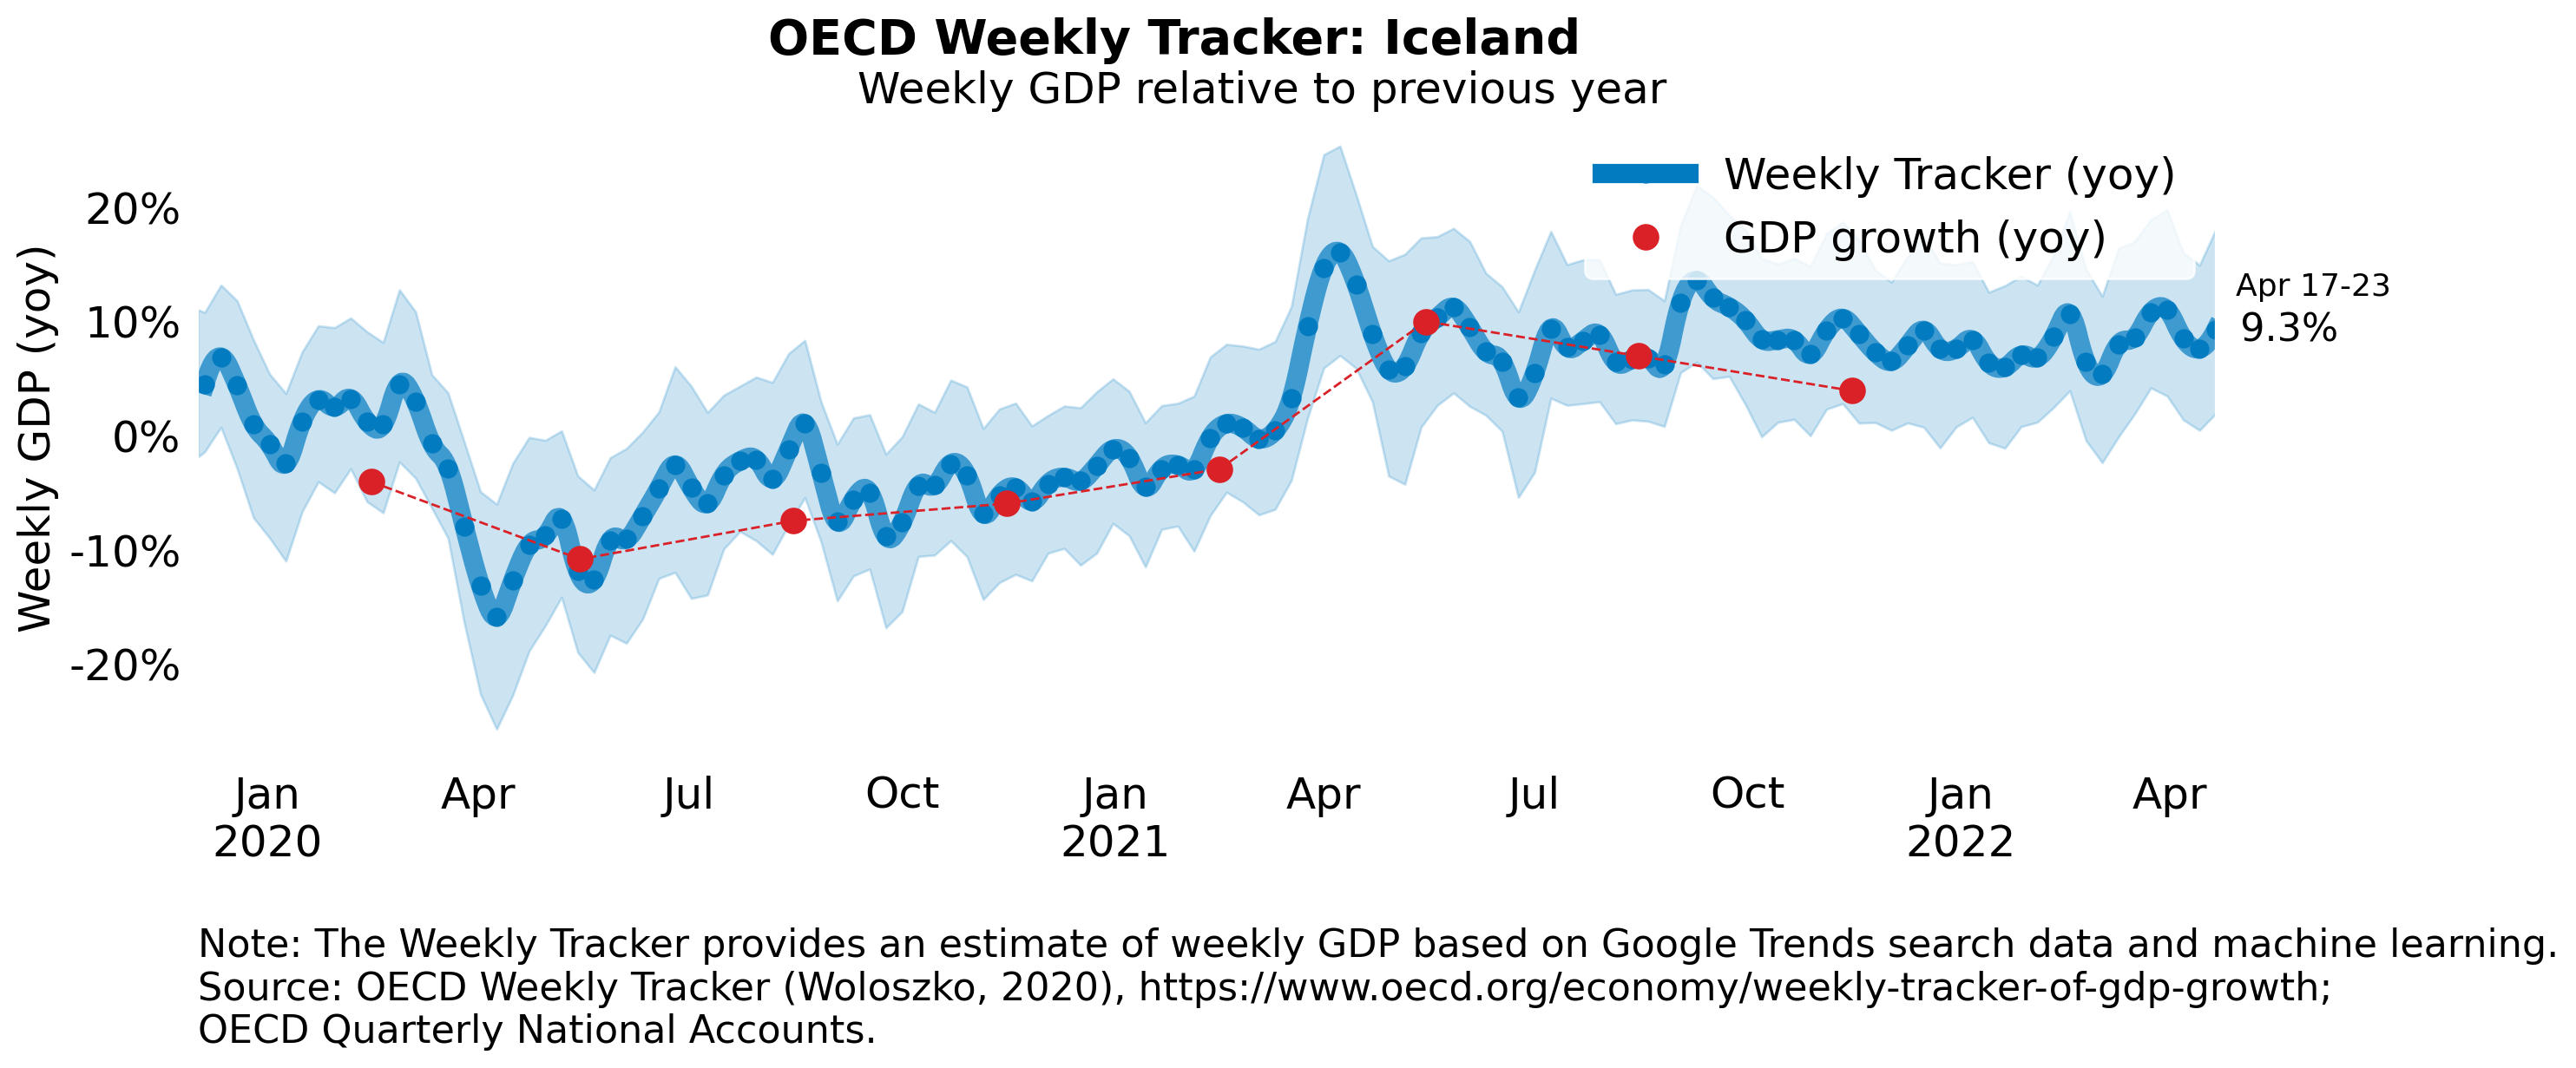 OECD Weekly Tracker: Iceland
Weekly GDP relative to previous year
Weekly Tracker (yoy)
GDP growth (yoy)
Weekly GDP (yoy)
20%
10%
0%
-10%
-20%
Apr 17-23
9.3%
Jan Apr Jul Oct Jan Apr Jul Oct Jan Apr
2020 2021 2022
Note: The Weekly Tracker provides an estimate of weekly GDP based on Google Trends search data and machine learning.
Source: OECD Weekly Tracker (Woloszko, 2020), https://www.oecd.org/economy/weekly-tracker-of-gdp-growth;
OECD Quarterly National Accounts.